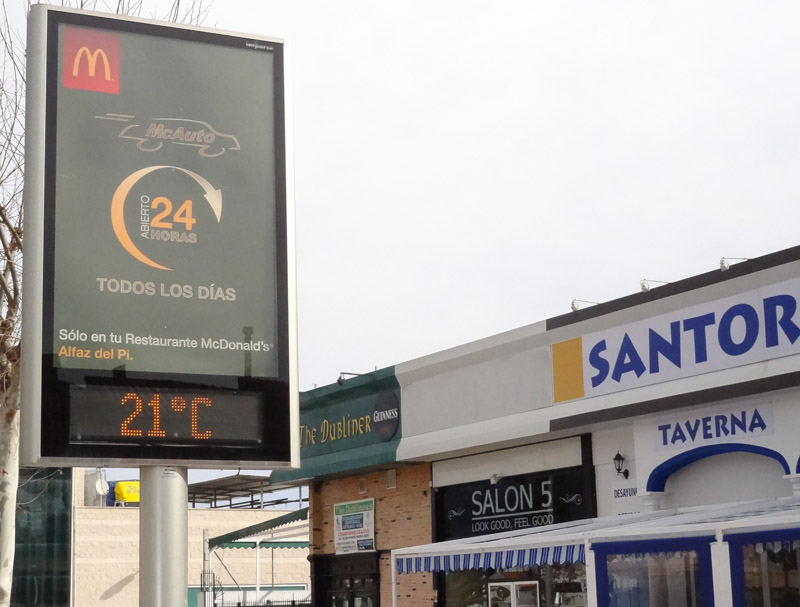 McAuto
ABIERTO
24
HORAS
TODOS LOS DÍAS
Sólo en tu Restaurante McDonald's
Alfaz del Pi.
21°C
The Dubliner
GUINNESS
SALON 5
LOOK GOOD, FEEL GOOD
SANTOR
TAVERNA